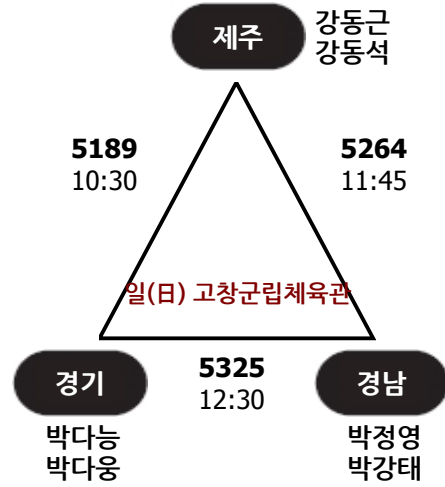 제주
강동근
강동석
5189
10:30
5264
11:45
일(日) 고창군립체육관
경기
5325
12:30
경남
박다능
박다웅
박정영
박강태